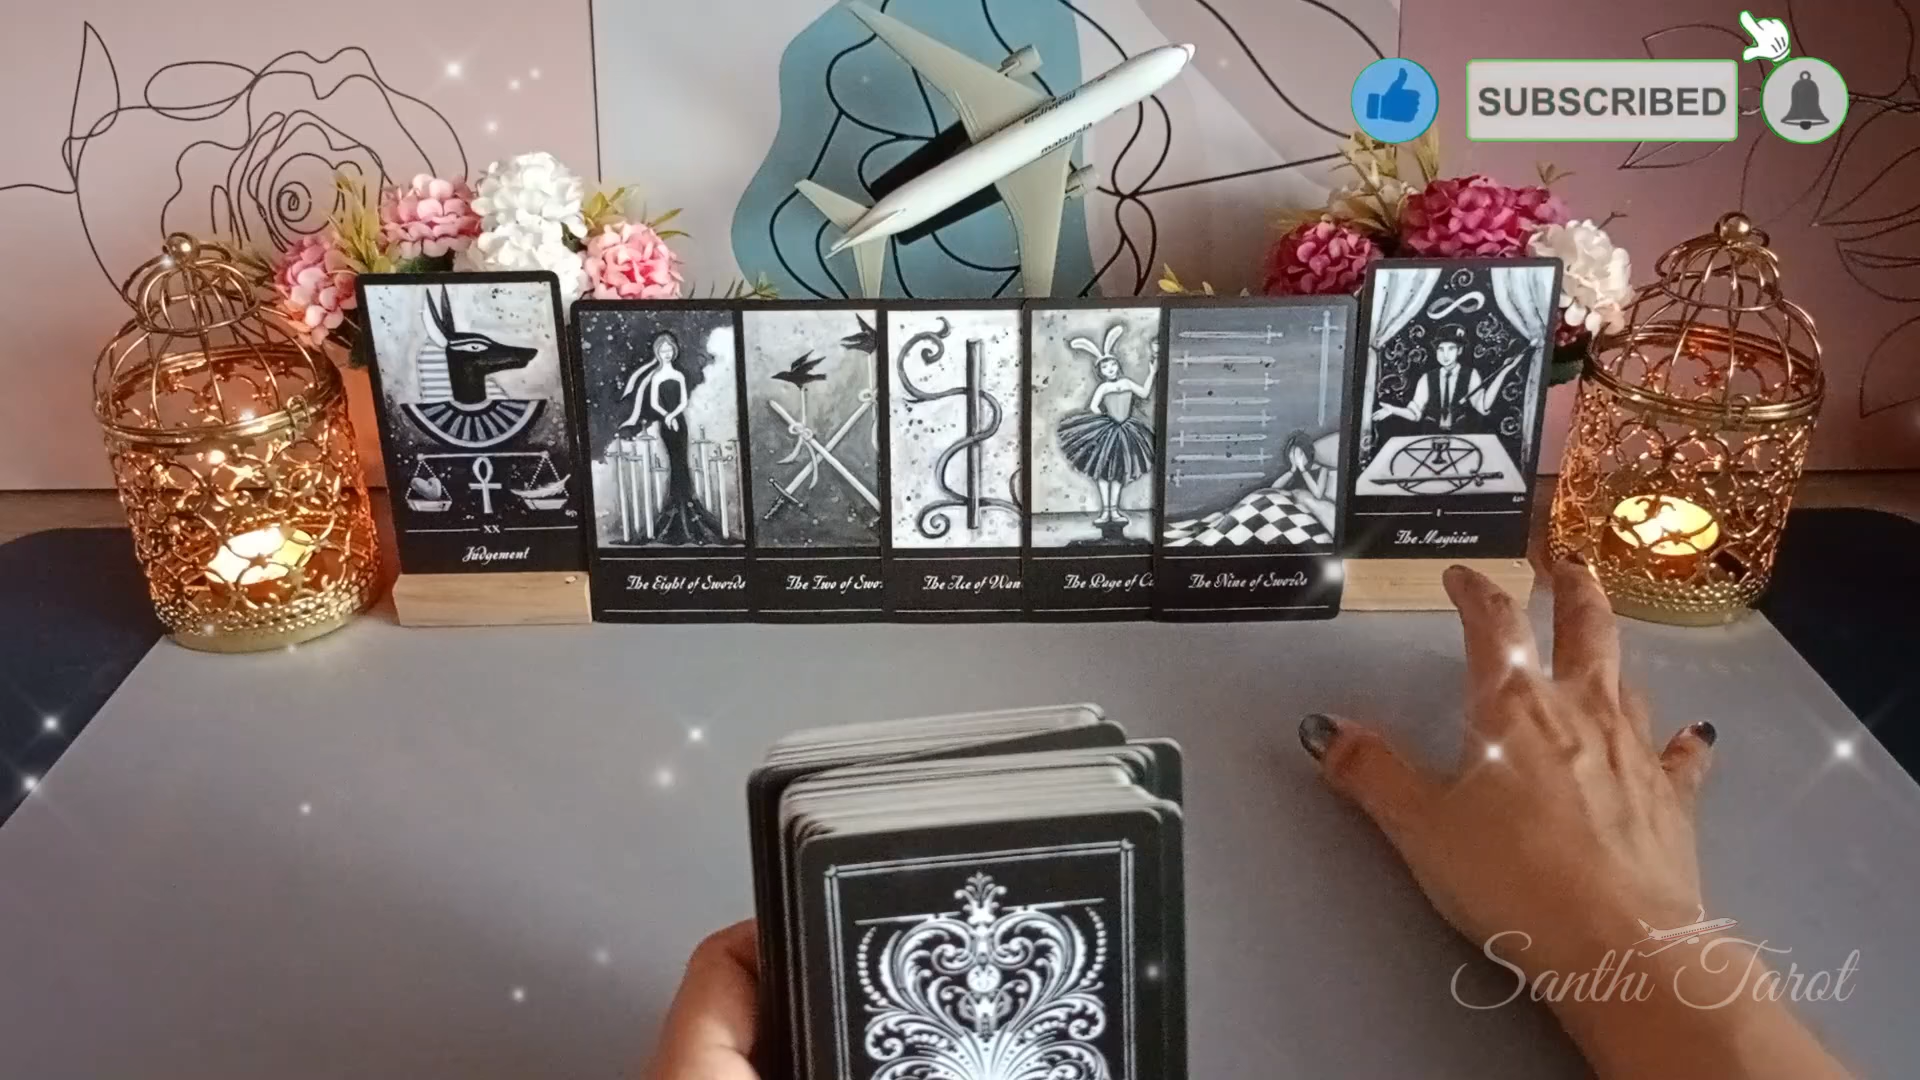 SUBSCRIBED
malaysia
malaysia
XX
Judgement
The Eight of Swords
The Two of Swo
The Ace of Wan
The Page of C
The Nine of Swords
I
The Magician
Santhi Tarot